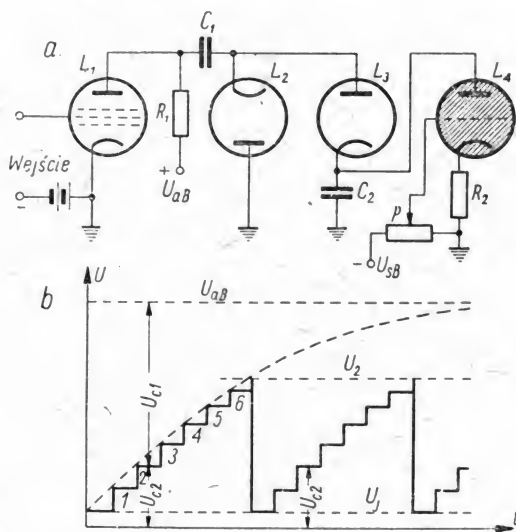 a
C₁
L₁
L₂
L₃
L₄
R₁
+
UaB
Wejście
-
C₂
P
R₂
- UsB
b
U
UaB
Uc1
U₂
1
2
3
4
5
6
Uc2
Uc2
Uj
t